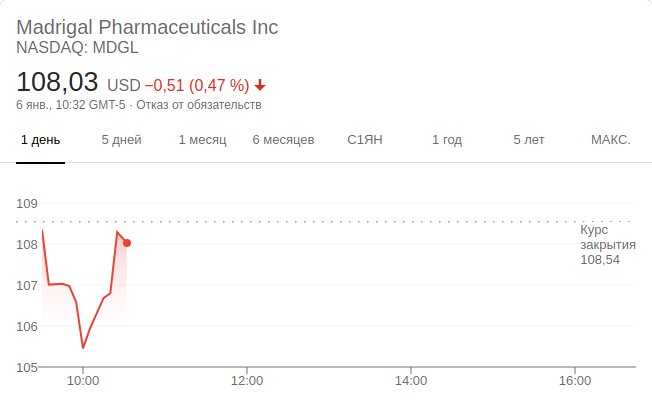 Madrigal Pharmaceuticals Inc
NASDAQ: MDGL
108,03 USD −0,51 (0,47 %)
6 янв., 10:32 GMT-5 · Отказ от обязательств
1 день 5 дней 1 месяц 6 месяцев С1ЯН 1 год 5 лет МАКС.
109
108
107
106
105
Курс
закрытия
108,54
10:00 12:00 14:00 16:00